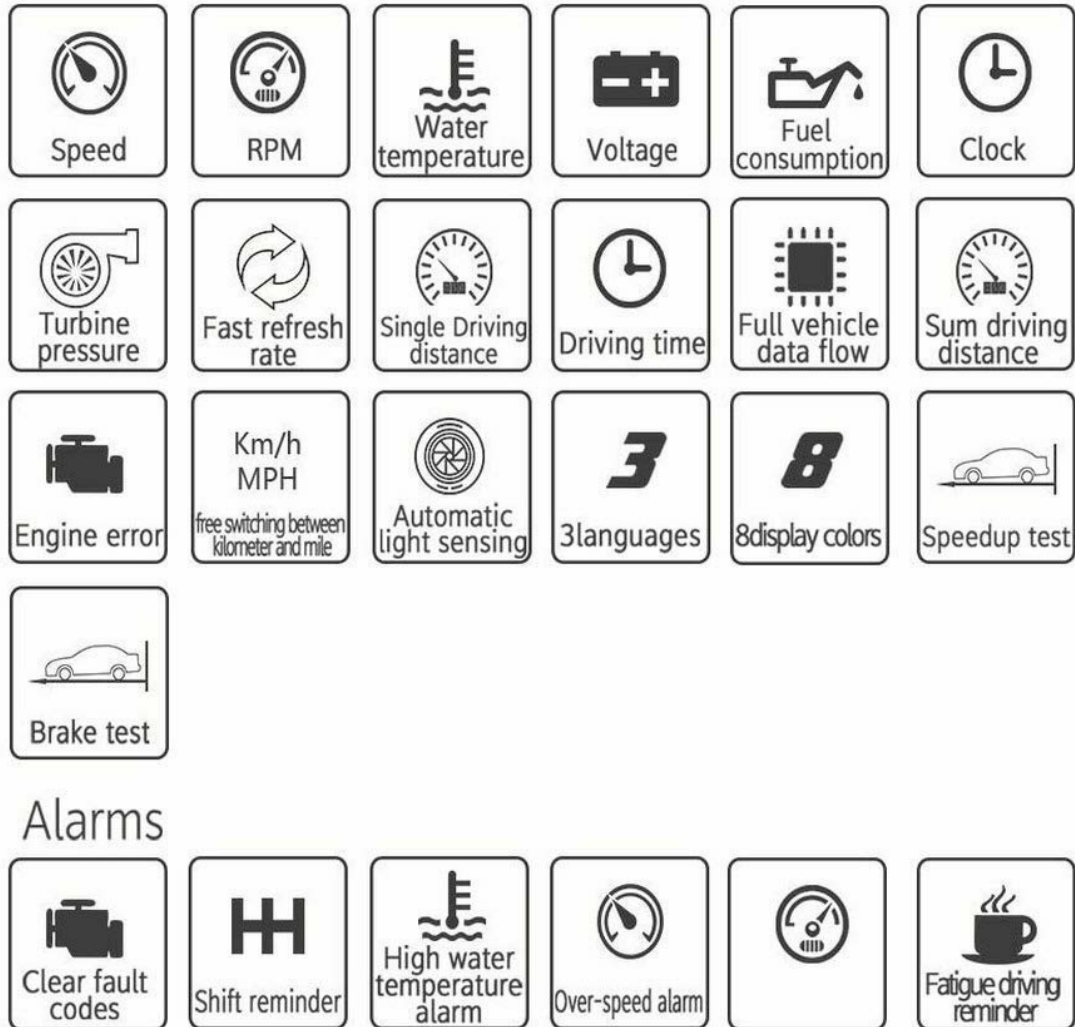 Speed
RPM
Water
temperature
Voltage
Fuel
consumption
Clock
Turbine
pressure
Fast refresh
rate
Single Driving
distance
Driving time
Full vehicle
data flow
Sum driving
distance
Engine error
Km/h
MPH
free switching between
kilometer and mile
Automatic
light sensing
3
3languages
8
8display colors
Speedup test
Brake test
Alarms
Clear fault
codes
Shift reminder
High water
temperature
alarm
Over-speed alarm
Fatigue driving
reminder